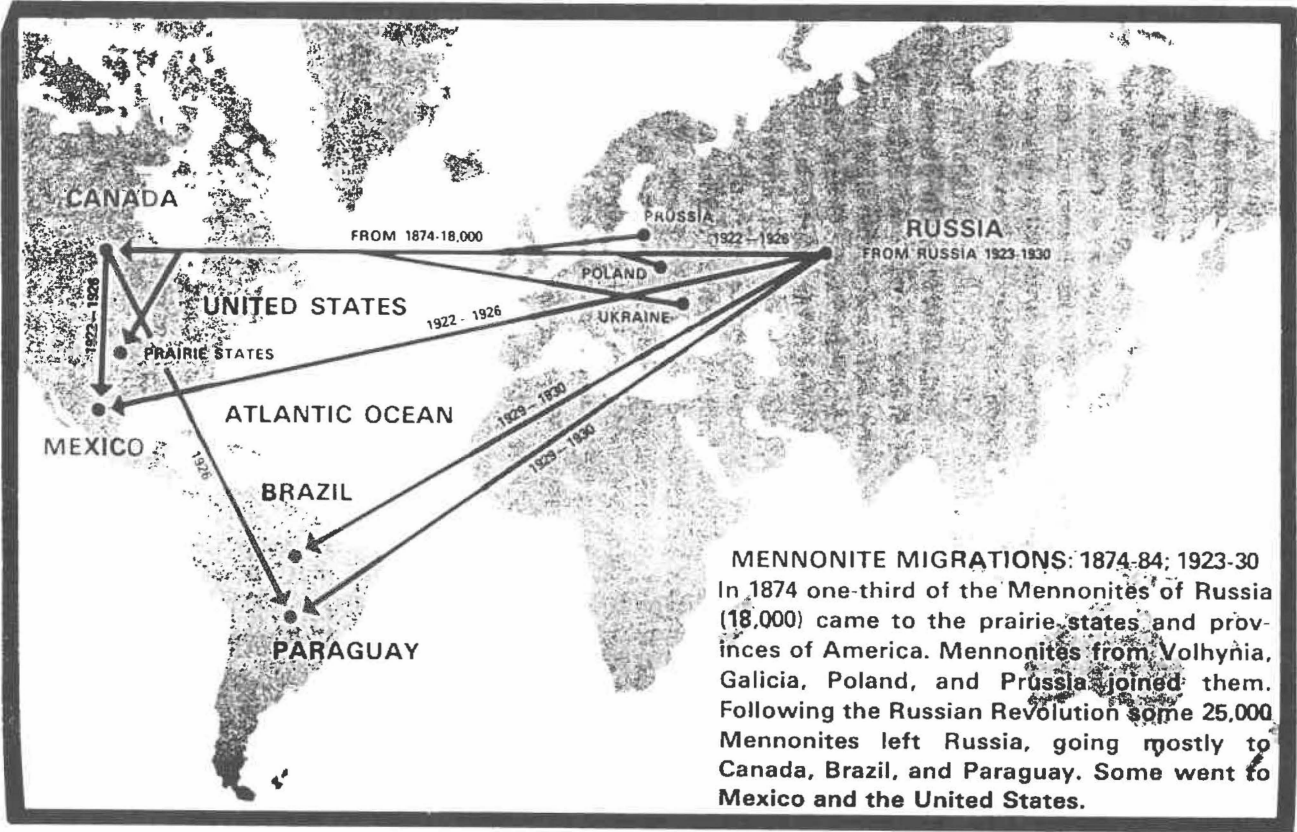 CANADA
PRUSSIA
RUSSIA
FROM 1874-18,000
1922-1926
FROM RUSSIA 1923-1930
POLAND
UNITED STATES
1922-1926
1922 - 1926
UKRAINE
PRAIRIE STATES
ATLANTIC OCEAN
1929-1930
MEXICO
1926
1929-1930
BRAZIL
PARAGUAY
MENNONITE MIGRATIONS: 1874-84; 1923-30
In 1874 one-third of the Mennonites of Russia
(18,000) came to the prairie states and prov-
inces of America. Mennonites from Volhynia,
Galicia, Poland, and Prussia joined them.
Following the Russian Revolution some 25,000
Mennonites left Russia, going mostly to
Canada, Brazil, and Paraguay. Some went to
Mexico and the United States.